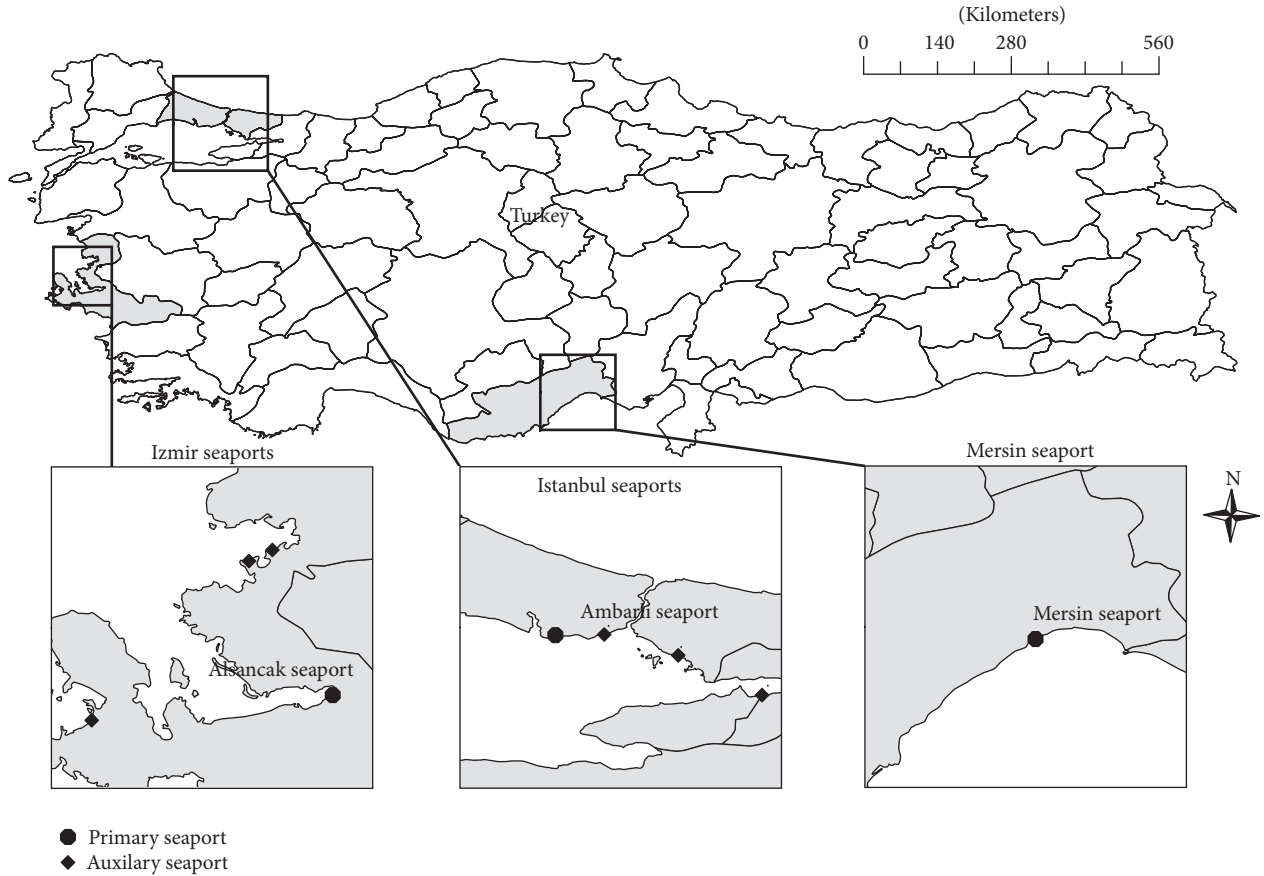 (Kilometers)
0 140 280 560
Turkey
Izmir seaports
Istanbul seaports
Mersin seaport
N
Ambarli seaport
Mersin seaport
Alsancak seaport
Primary seaport
Auxilary seaport